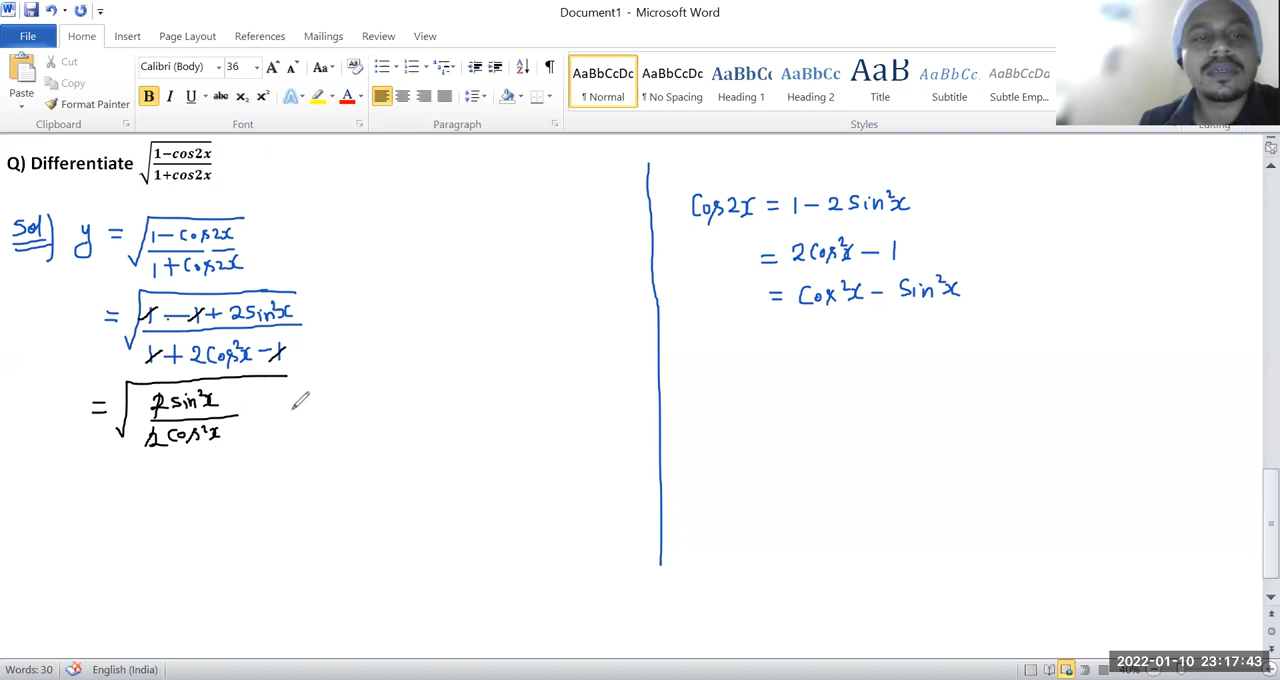 Document1 - Microsoft Word
File Home Insert Page Layout References Mailings Review View
Cut
Copy
Format Painter
Paste
Calibri (Body) 36
AaBbCcDc AaBbCcDc AaBbCc AaBbCc AaB AaBbCc. AaBbCcDa
¶ Normal ¶ No Spacing Heading 1 Heading 2 Title Subtitle Subtle Emp...
Clipboard Font Paragraph Styles Editing
Q) Differentiate √((1−cos2x)/(1+cos2x))
Sol) y = √((1 − Cos2x)/(1 + Cos2x))
= √((1 − 1 + 2Sin²x)/(1 + 2Cos²x − 1))
= √((2sin²x)/(2Cos²x))
Cos2x = 1 − 2Sin²x
= 2Cos²x − 1
= Cos²x − Sin²x
Words: 30 English (India) 40%
2022-01-10 23:17:43